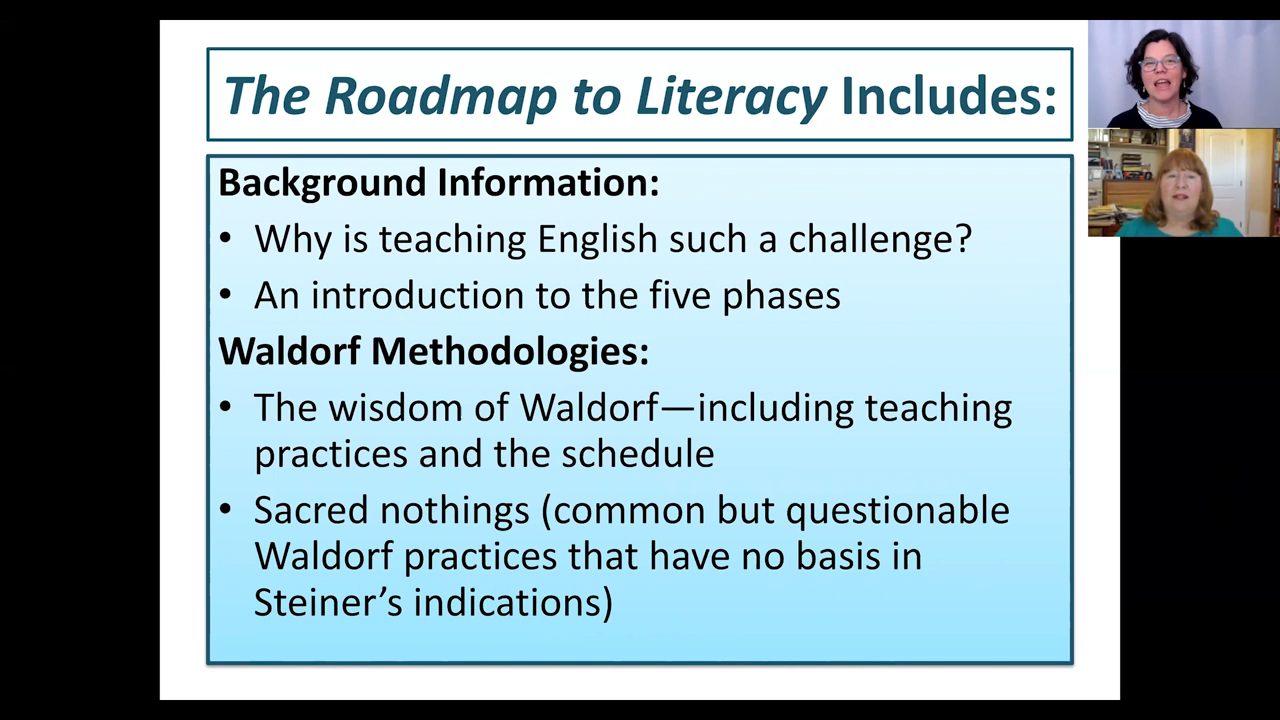 The Roadmap to Literacy Includes:
Background Information:
• Why is teaching English such a challenge?
• An introduction to the five phases
Waldorf Methodologies:
• The wisdom of Waldorf—including teaching
practices and the schedule
• Sacred nothings (common but questionable
Waldorf practices that have no basis in
Steiner’s indications)